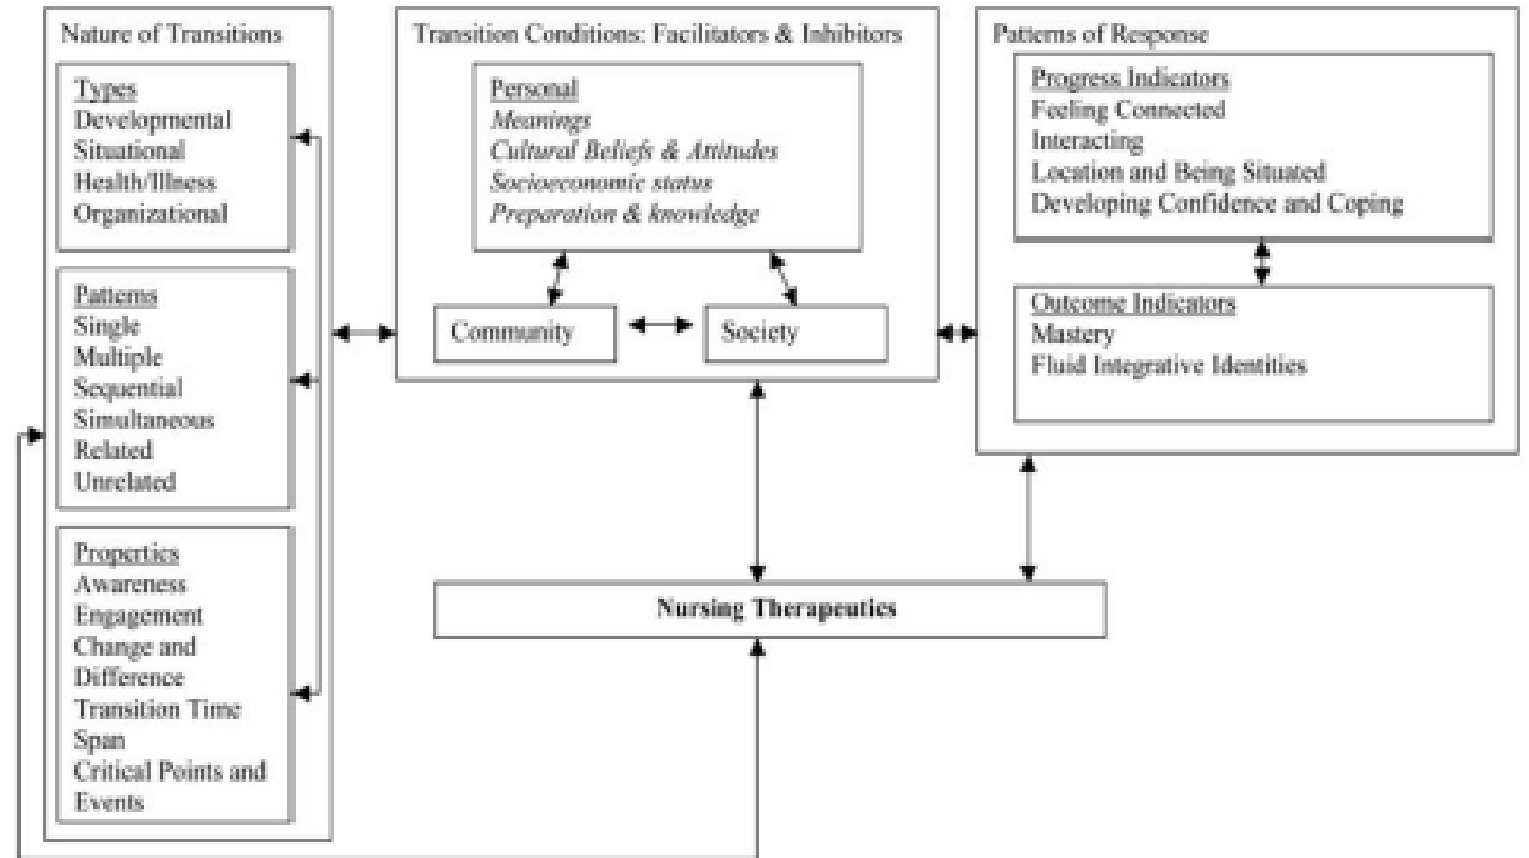 Nature of Transitions
Types
Developmental
Situational
Health/Illness
Organizational
Patterns
Single
Multiple
Sequential
Simultaneous
Related
Unrelated
Properties
Awareness
Engagement
Change and
Difference
Transition Time
Span
Critical Points and
Events
Transition Conditions: Facilitators & Inhibitors
Personal
Meanings
Cultural Beliefs & Attitudes
Socioeconomic status
Preparation & knowledge
Community
Society
Patterns of Response
Progress Indicators
Feeling Connected
Interacting
Location and Being Situated
Developing Confidence and Coping
Outcome Indicators
Mastery
Fluid Integrative Identities
Nursing Therapeutics